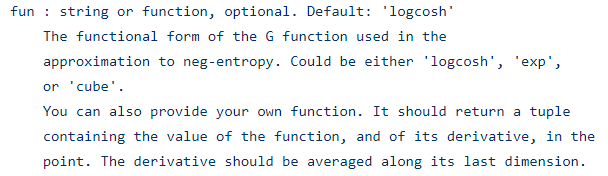 fun : string or function, optional. Default: 'logcosh'
The functional form of the G function used in the
approximation to neg-entropy. Could be either 'logcosh', 'exp',
or 'cube'.
You can also provide your own function. It should return a tuple
containing the value of the function, and of its derivative, in the
point. The derivative should be averaged along its last dimension.